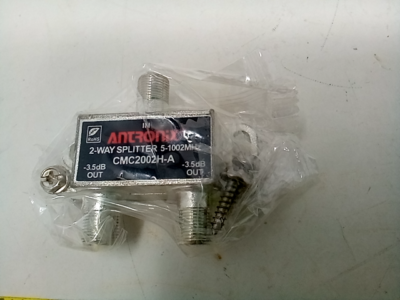 IN
ANTRONIX
2-WAY SPLITTER 5-1002MHz
CMC2002H-A
-3.5dB -3.5dB
OUT OUT